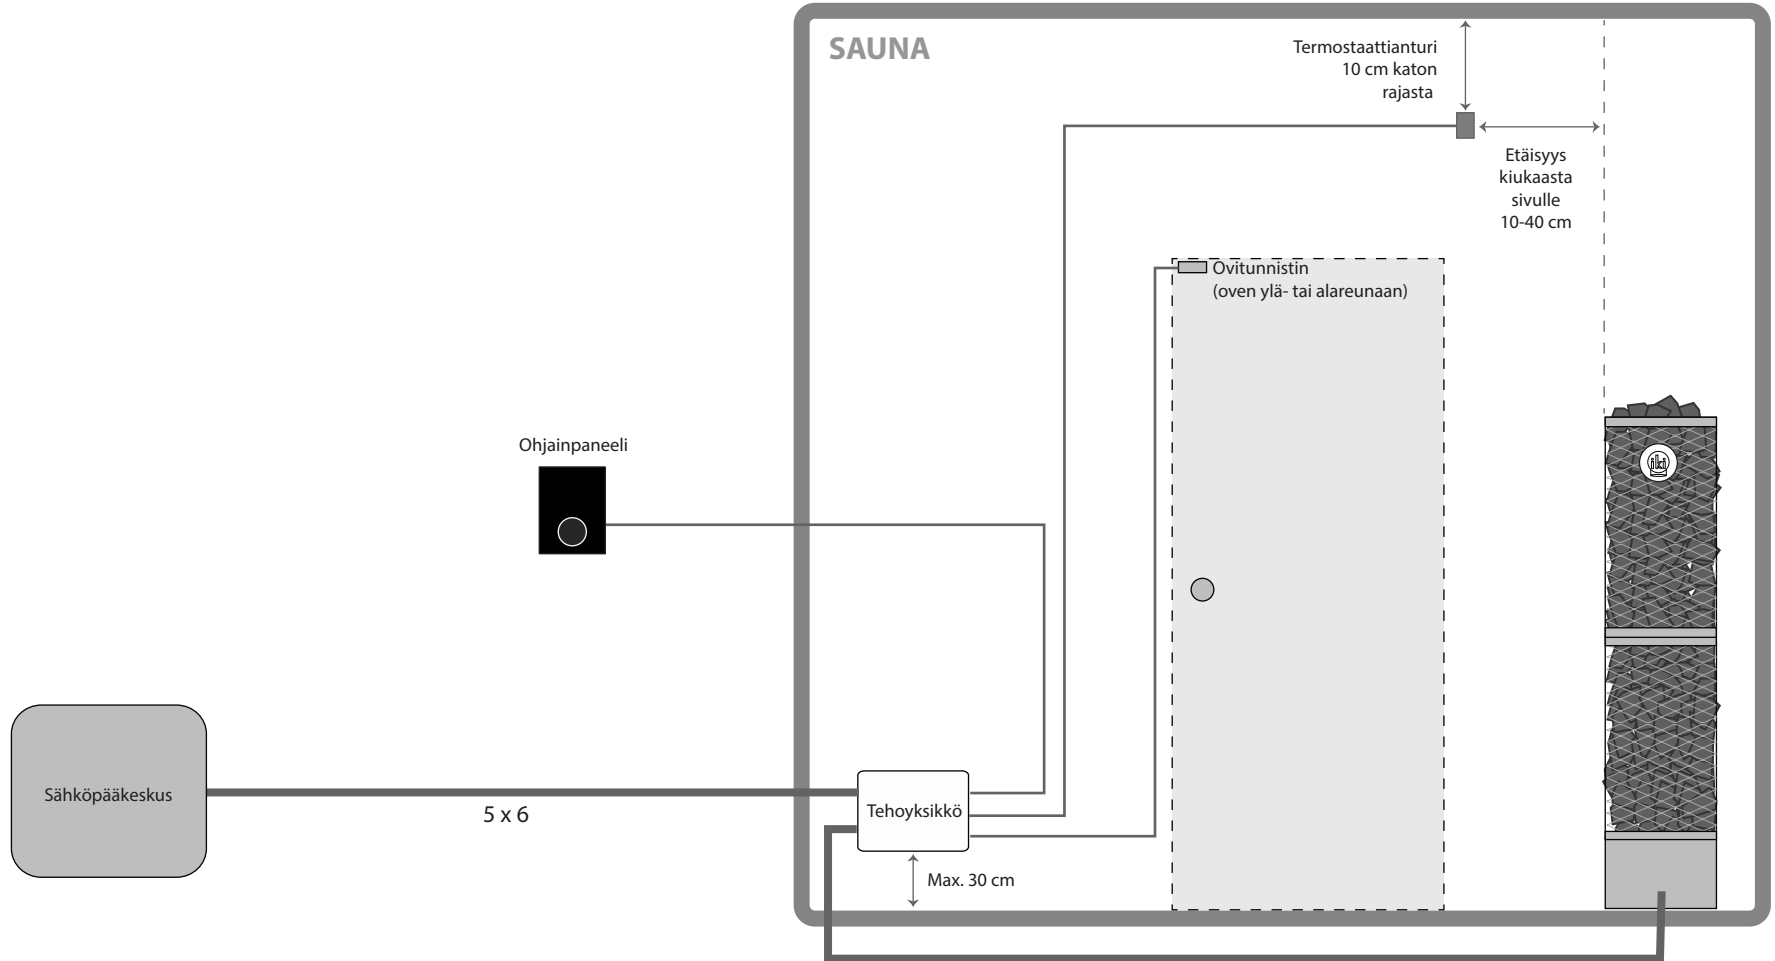 SAUNA
Termostaattianturi
10 cm katon
rajasta
Etäisyys
kiukaasta
sivulle
10-40 cm
Ovitunnistin
(oven ylä- tai alareunaan)
Ohjainpaneeli
iki
Sähköpääkeskus
5 x 6
Tehoyksikkö
Max. 30 cm